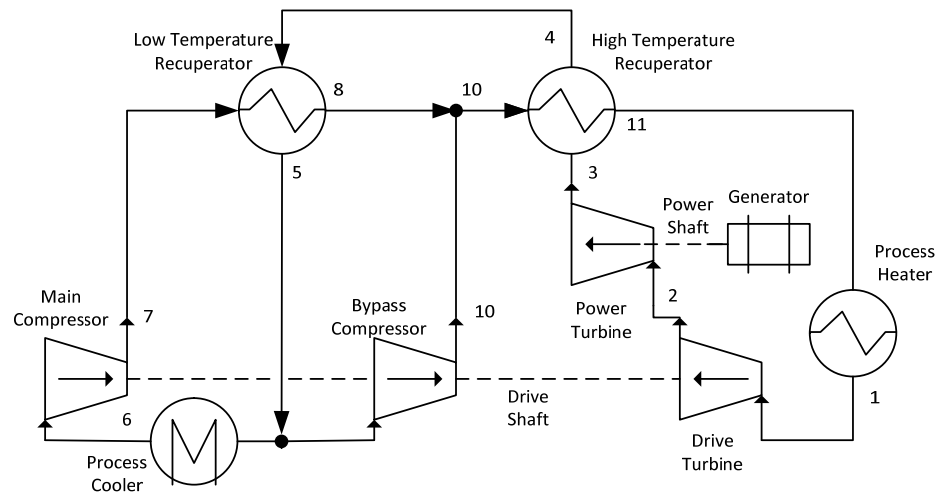 4
High Temperature
Recuperator
Low Temperature
Recuperator
8
10
11
5
3
Generator
Power
Shaft
Process
Heater
Main
Compressor
7
Bypass
Compressor
10
2
Power
Turbine
1
6
Drive
Shaft
Drive
Turbine
Process
Cooler